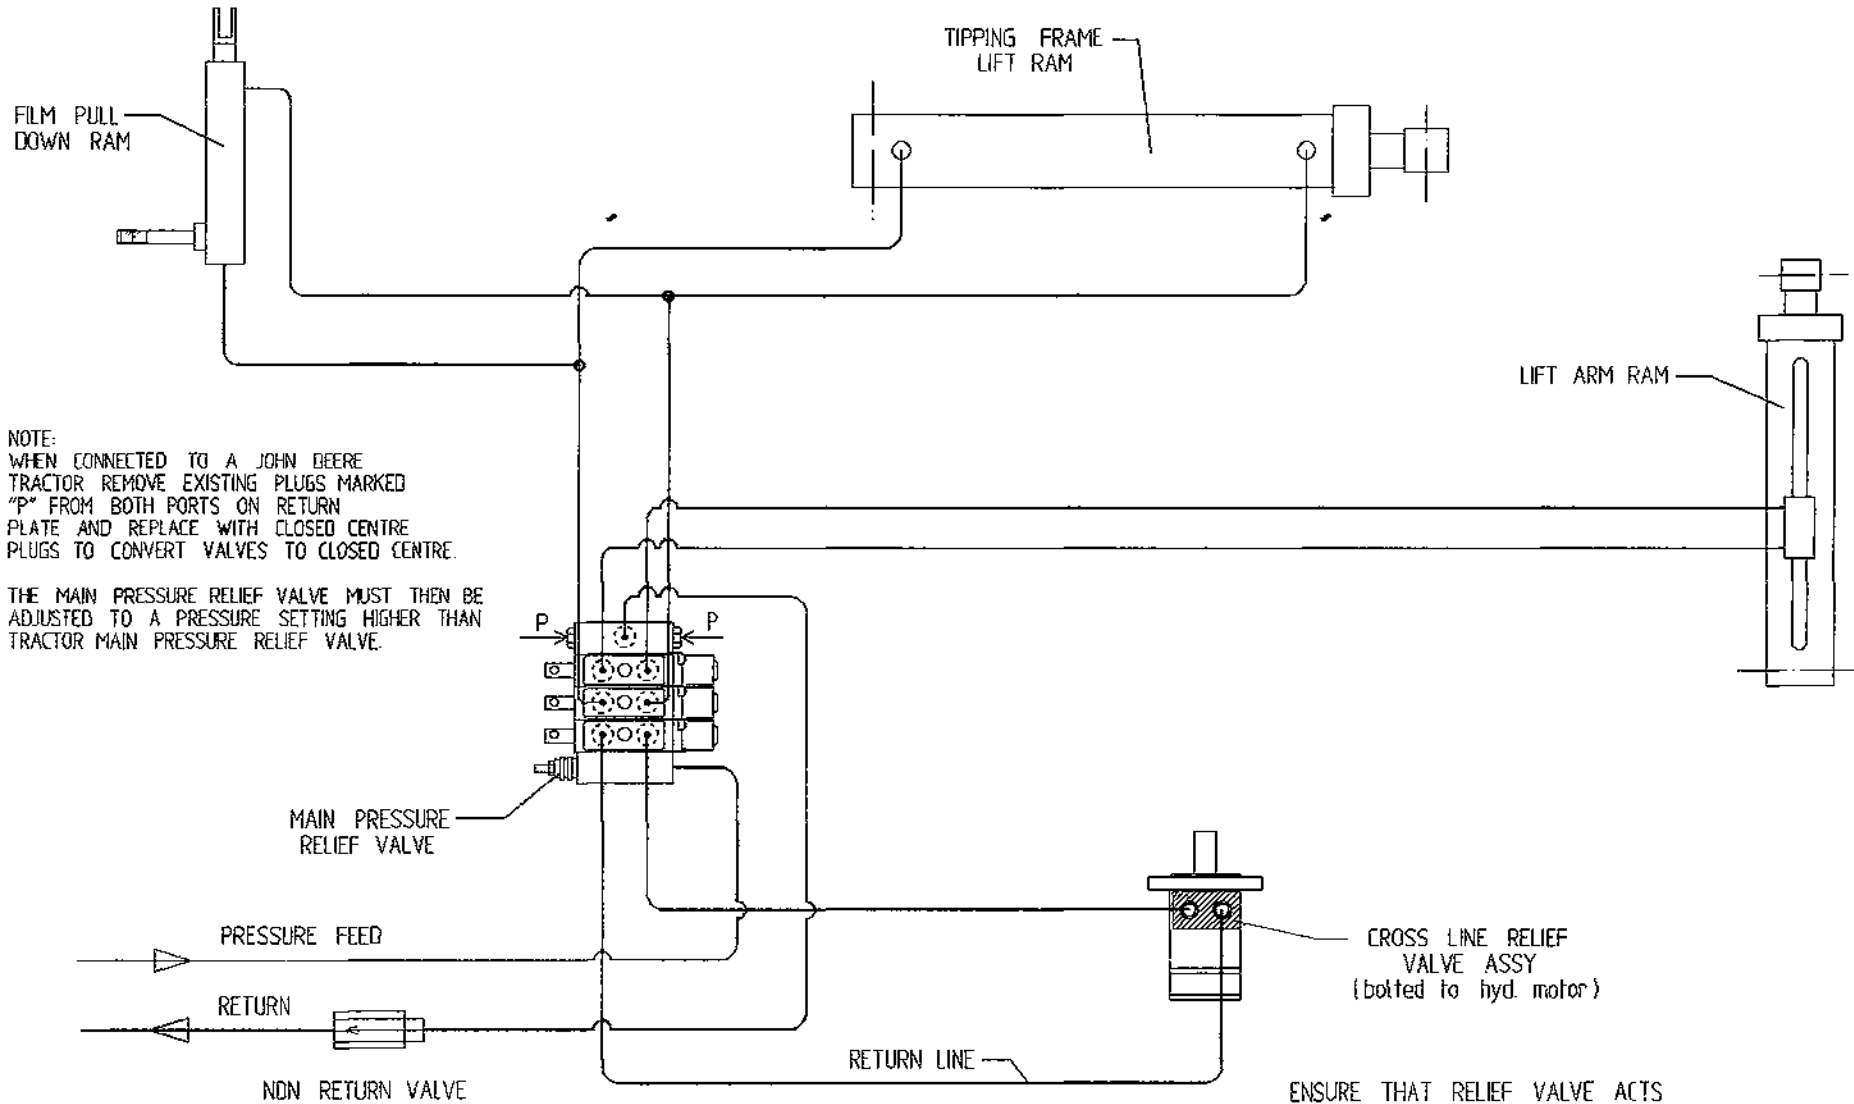 TIPPING FRAME
LIFT RAM
FILM PULL
DOWN RAM
LIFT ARM RAM
NOTE:
WHEN CONNECTED TO A JOHN DEERE
TRACTOR REMOVE EXISTING PLUGS MARKED
"P" FROM BOTH PORTS ON RETURN
PLATE AND REPLACE WITH CLOSED CENTRE
PLUGS TO CONVERT VALVES TO CLOSED CENTRE.
THE MAIN PRESSURE RELIEF VALVE MUST THEN BE
ADJUSTED TO A PRESSURE SETTING HIGHER THAN
TRACTOR MAIN PRESSURE RELIEF VALVE.
P
P
MAIN PRESSURE
RELIEF VALVE
PRESSURE FEED
CROSS LINE RELIEF
VALVE ASSY
(bolted to hyd. motor)
RETURN
RETURN LINE
NON RETURN VALVE
ENSURE THAT RELIEF VALVE ACTS